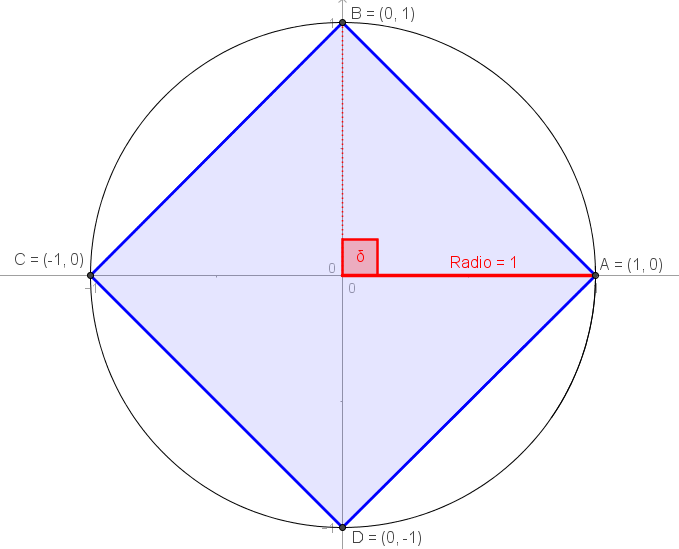 1
B = (0, 1)
δ
Radio = 1
C = (-1, 0)
0
A = (1, 0)
-1
0
-1
D = (0, -1)